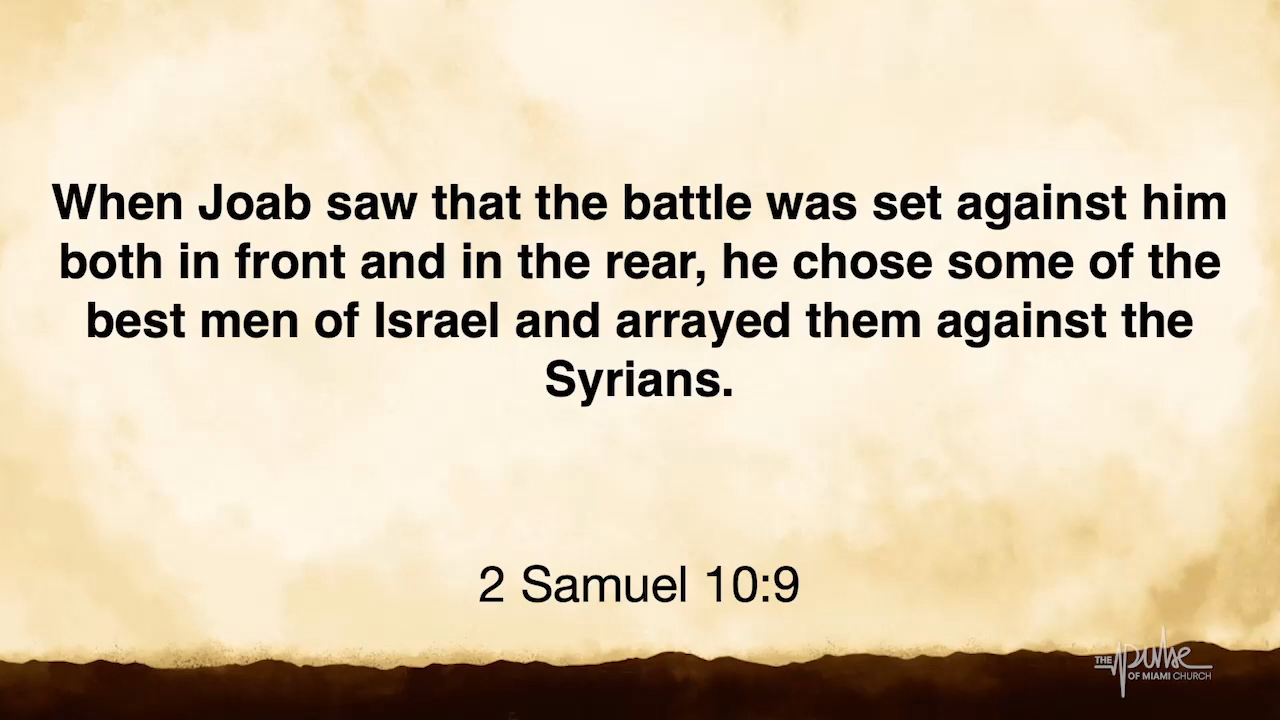 When Joab saw that the battle was set against him
both in front and in the rear, he chose some of the
best men of Israel and arrayed them against the
Syrians.
2 Samuel 10:9
THE pulse
OF MIAMI CHURCH